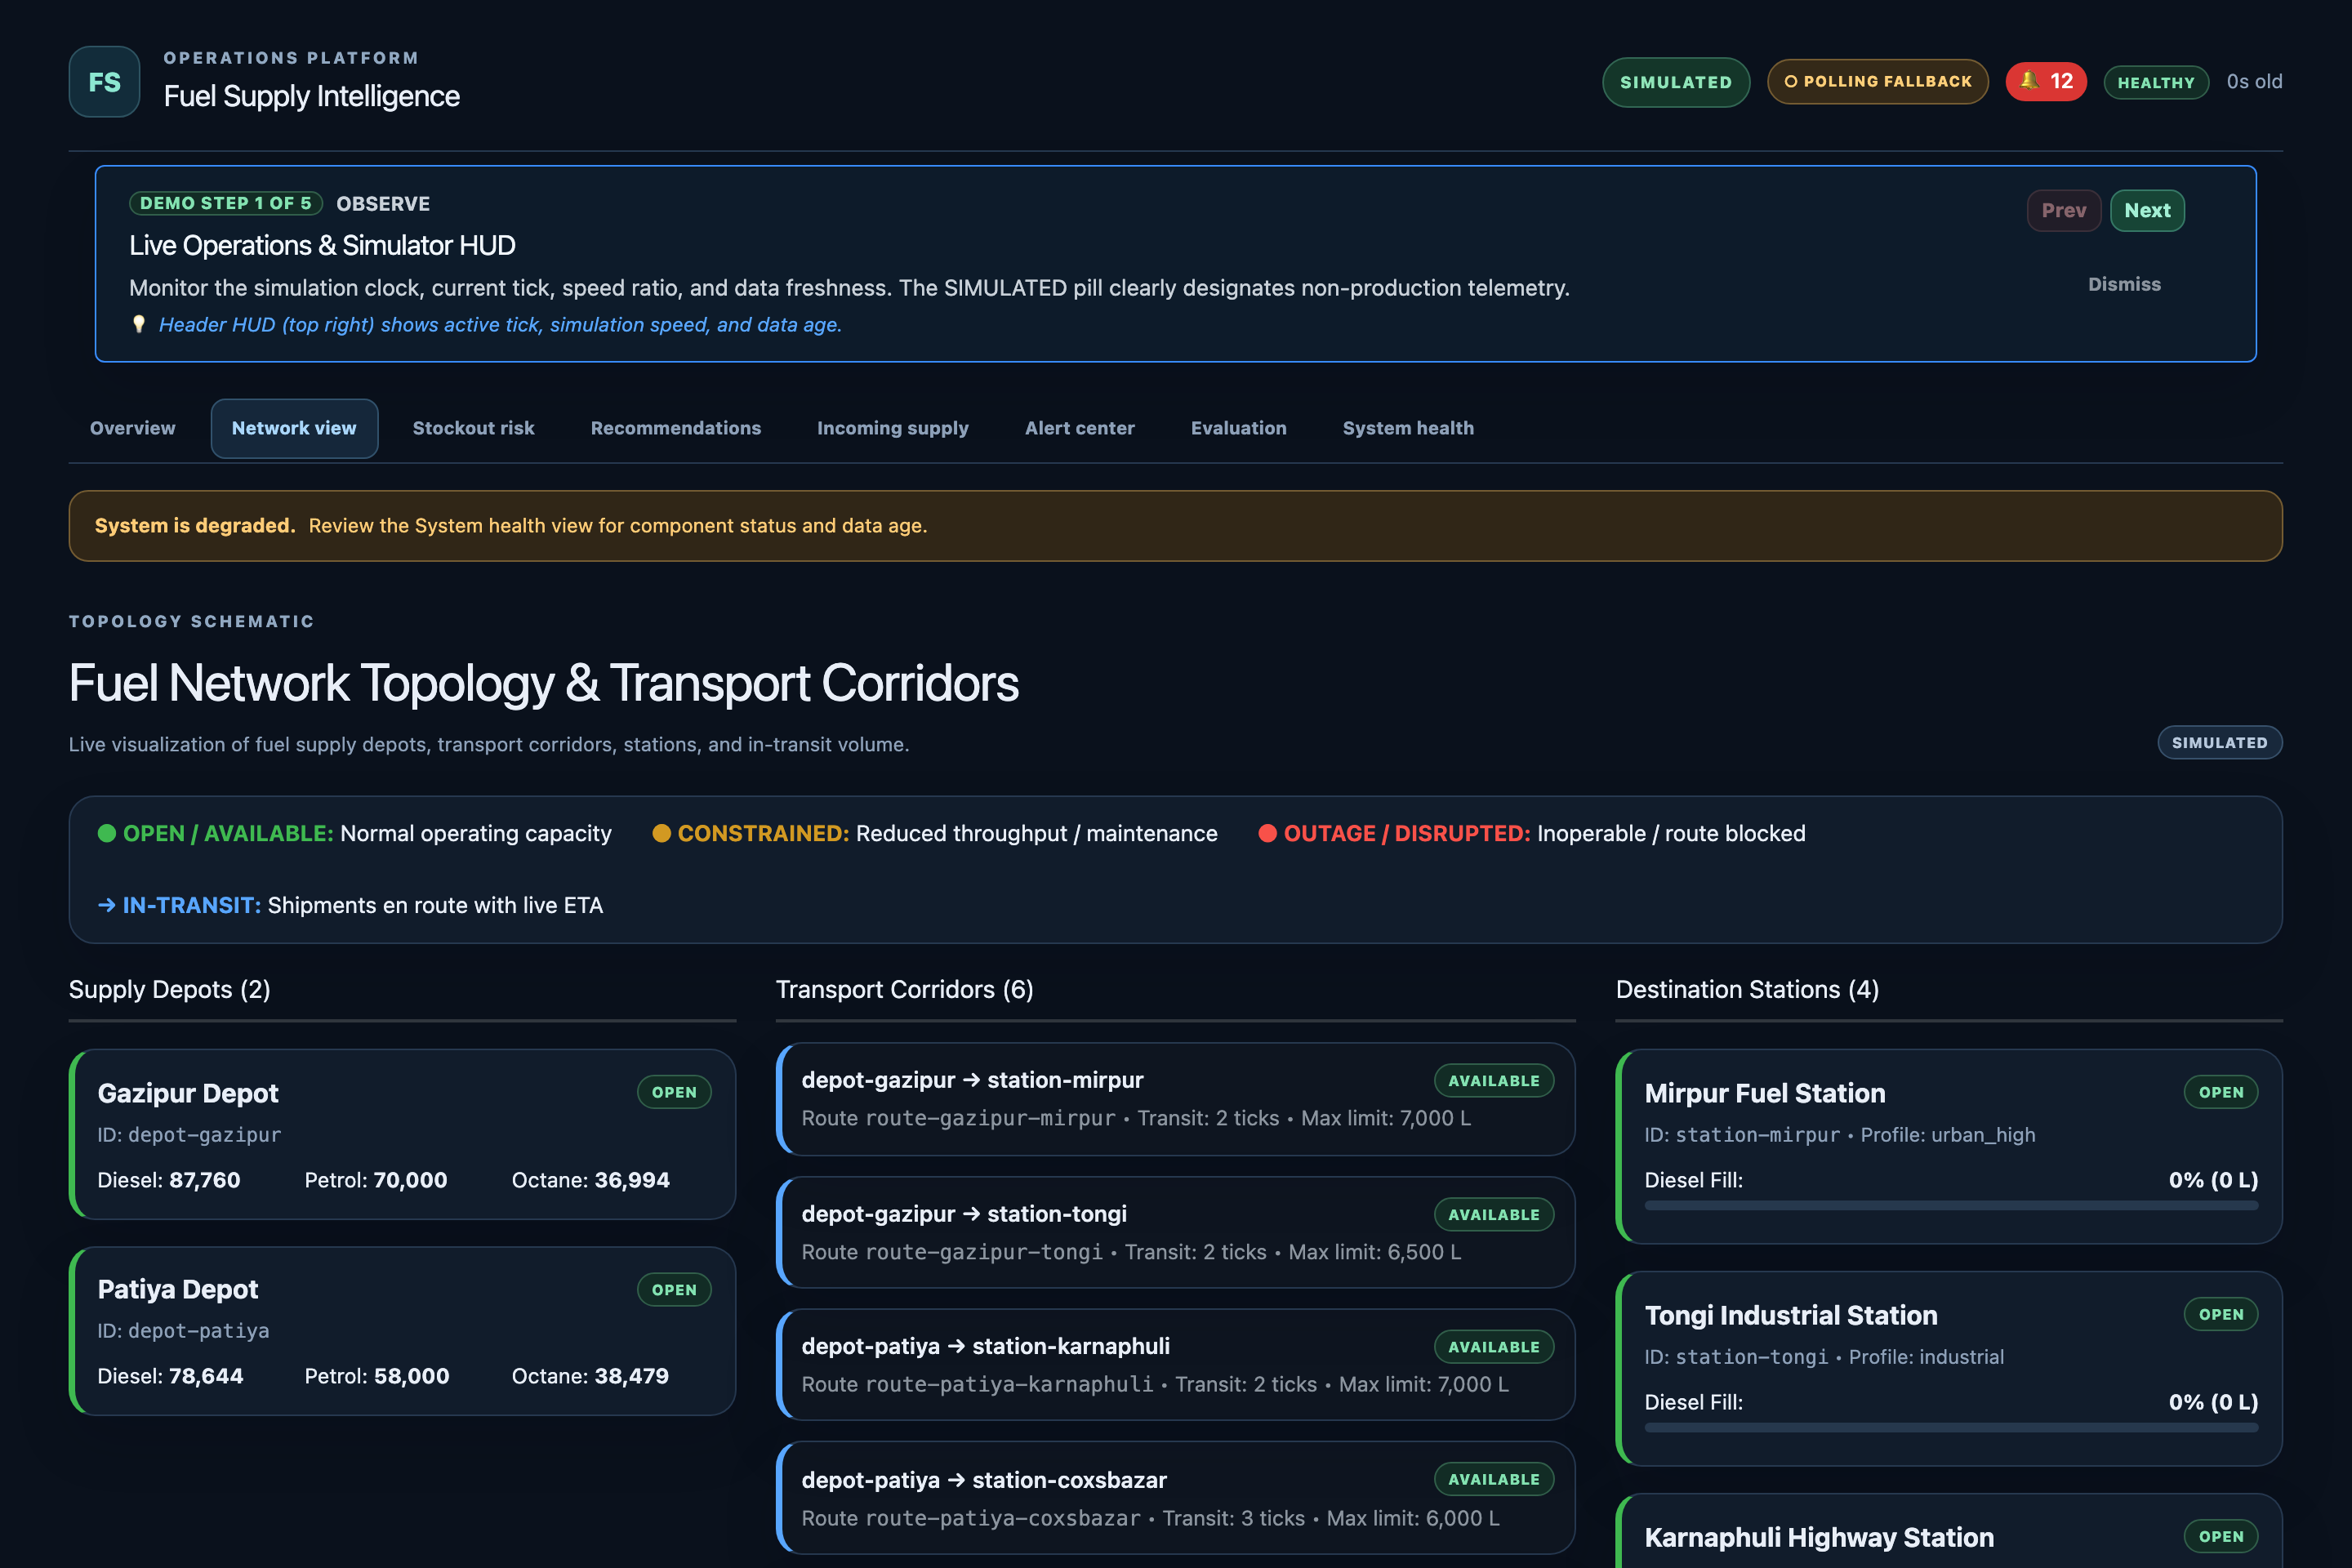 FS
OPERATIONS PLATFORM
Fuel Supply Intelligence
SIMULATED
POLLING FALLBACK
12
HEALTHY
0s old
DEMO STEP 1 OF 5 OBSERVE
Live Operations & Simulator HUD
Monitor the simulation clock, current tick, speed ratio, and data freshness. The SIMULATED pill clearly designates non-production telemetry.
Header HUD (top right) shows active tick, simulation speed, and data age.
Prev Next
Dismiss
Overview Network view Stockout risk Recommendations Incoming supply Alert center Evaluation System health
System is degraded. Review the System health view for component status and data age.
TOPOLOGY SCHEMATIC
Fuel Network Topology & Transport Corridors
Live visualization of fuel supply depots, transport corridors, stations, and in-transit volume.
SIMULATED
OPEN / AVAILABLE: Normal operating capacity
CONSTRAINED: Reduced throughput / maintenance
OUTAGE / DISRUPTED: Inoperable / route blocked
→ IN-TRANSIT: Shipments en route with live ETA
Supply Depots (2)
Gazipur Depot OPEN
ID: depot-gazipur
Diesel: 87,760 Petrol: 70,000 Octane: 36,994
Patiya Depot OPEN
ID: depot-patiya
Diesel: 78,644 Petrol: 58,000 Octane: 38,479
Transport Corridors (6)
depot-gazipur → station-mirpur AVAILABLE
Route route-gazipur-mirpur • Transit: 2 ticks • Max limit: 7,000 L
depot-gazipur → station-tongi AVAILABLE
Route route-gazipur-tongi • Transit: 2 ticks • Max limit: 6,500 L
depot-patiya → station-karnaphuli AVAILABLE
Route route-patiya-karnaphuli • Transit: 2 ticks • Max limit: 7,000 L
depot-patiya → station-coxsbazar AVAILABLE
Route route-patiya-coxsbazar • Transit: 3 ticks • Max limit: 6,000 L
Destination Stations (4)
Mirpur Fuel Station OPEN
ID: station-mirpur • Profile: urban_high
Diesel Fill: 0% (0 L)
Tongi Industrial Station OPEN
ID: station-tongi • Profile: industrial
Diesel Fill: 0% (0 L)
Karnaphuli Highway Station OPEN